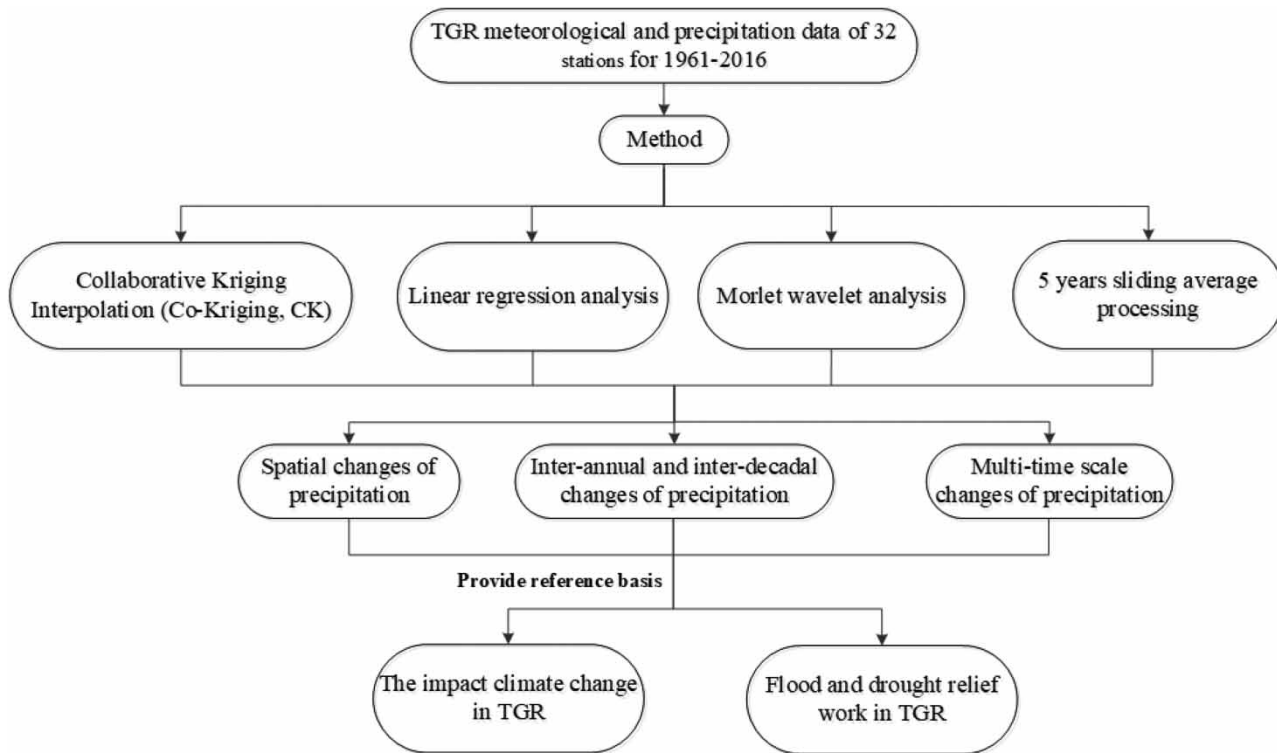 TGR meteorological and precipitation data of 32
stations for 1961-2016
Method
Collaborative Kriging
Interpolation (Co-Kriging, CK)
Linear regression analysis
Morlet wavelet analysis
5 years sliding average
processing
Spatial changes of
precipitation
Inter-annual and inter-decadal
changes of precipitation
Multi-time scale
changes of precipitation
Provide reference basis
The impact climate change
in TGR
Flood and drought relief
work in TGR